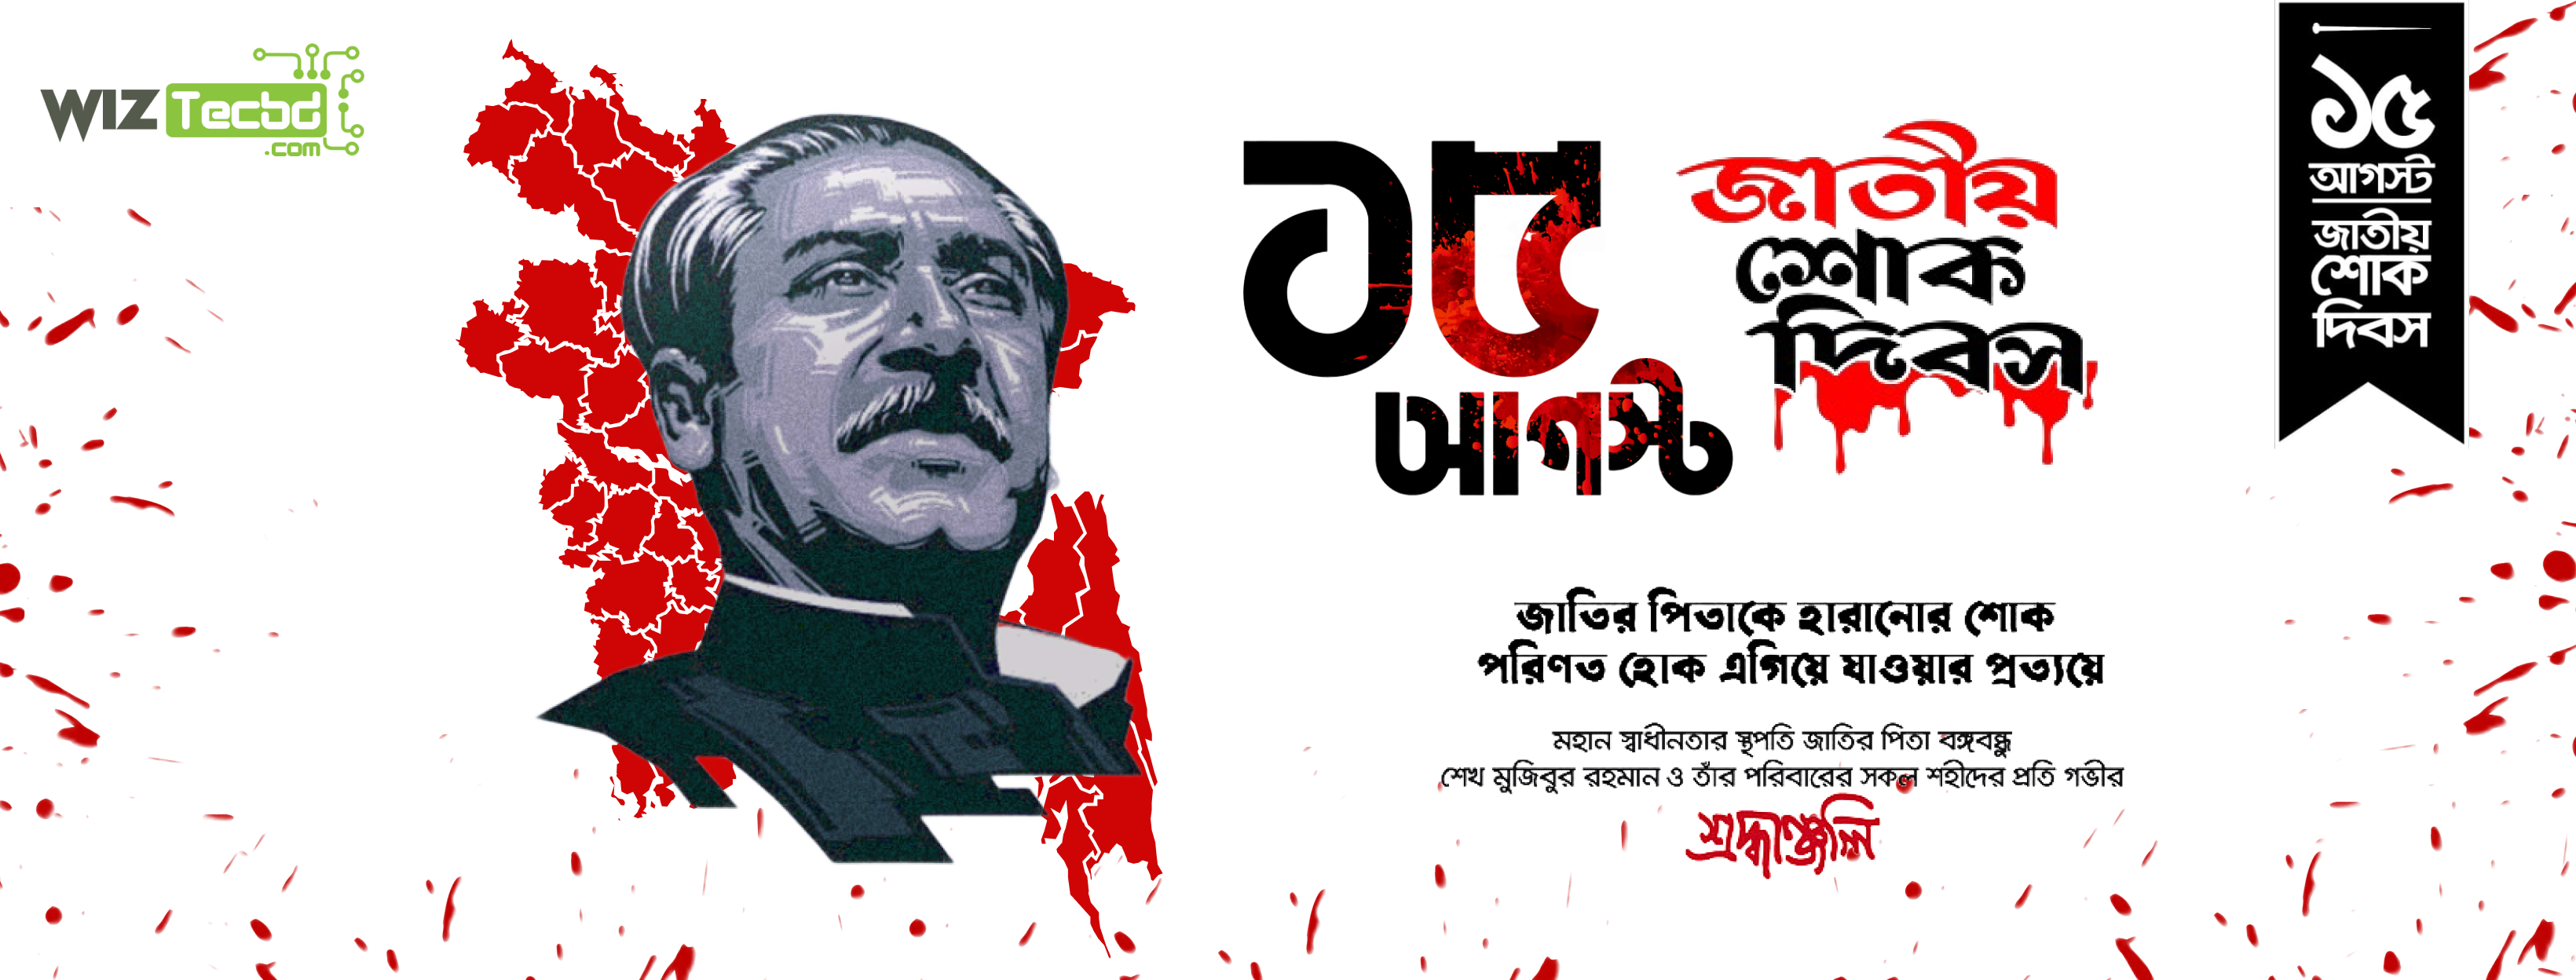 WIZ Tecbd
.com
১৫
আগস্ট
জাতীয়
শোক
দিবস
১৫
আগস্ট
জাতীয়
শোক
দিবস
জাতির পিতাকে হারানোর শোক
পরিণত হোক এগিয়ে যাওয়ার প্রত্যয়ে
মহান স্বাধীনতার স্থপতি জাতির পিতা বঙ্গবন্ধু
শেখ মুজিবুর রহমান ও তাঁর পরিবারের সকল শহীদের প্রতি গভীর
শ্রদ্ধাঞ্জলি